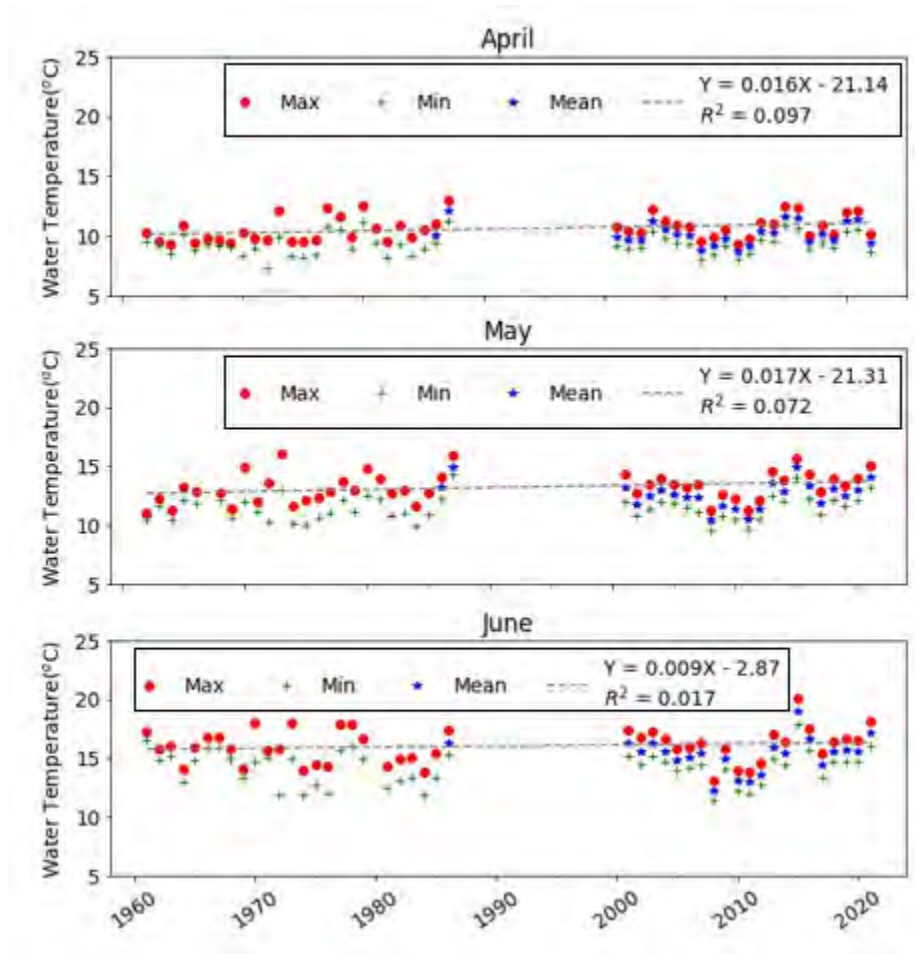 April
Water Temperature(ºC)
25
20
15
10
5
Max Min Mean Y = 0.016X - 21.14
R² = 0.097
May
Water Temperature(ºC)
25
20
15
10
5
Max Min Mean Y = 0.017X - 21.31
R² = 0.072
June
Water Temperature(ºC)
25
20
15
10
5
Max Min Mean Y = 0.009X - 2.87
R² = 0.017
1960 1970 1980 1990 2000 2010 2020